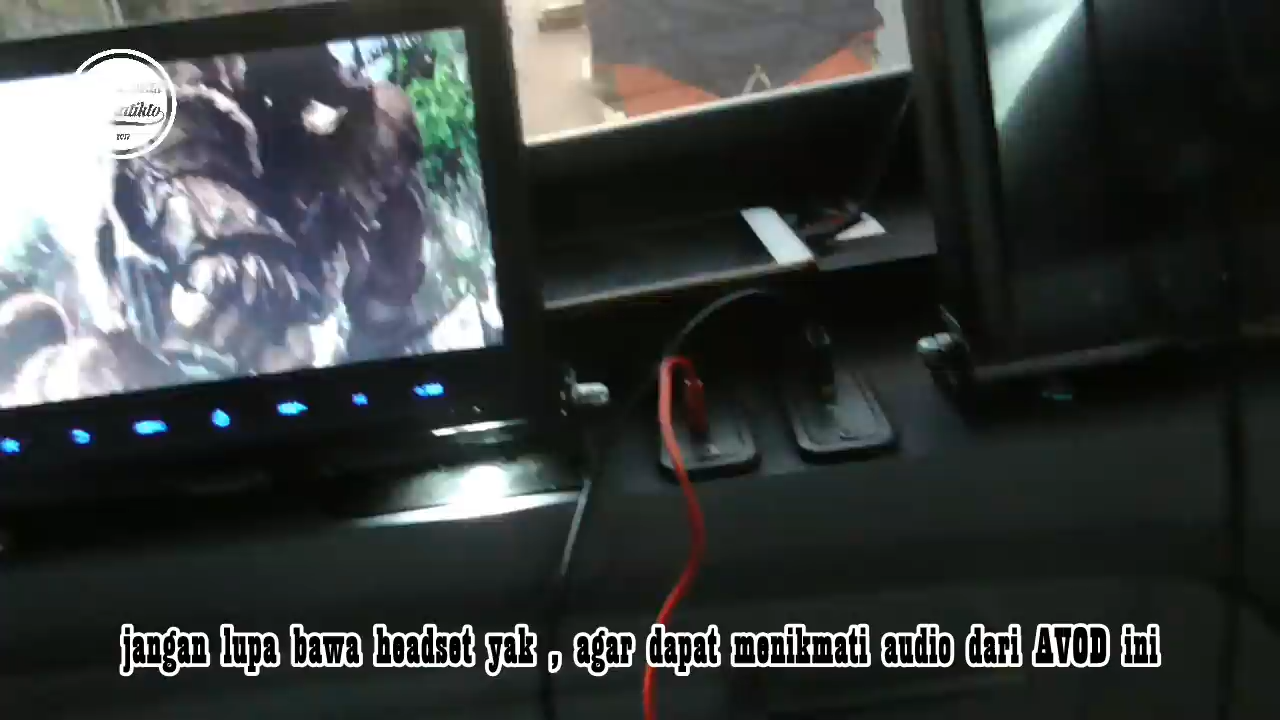 jangan lupa bawa headset yak , agar dapat menikmati audio dari AVOD ini